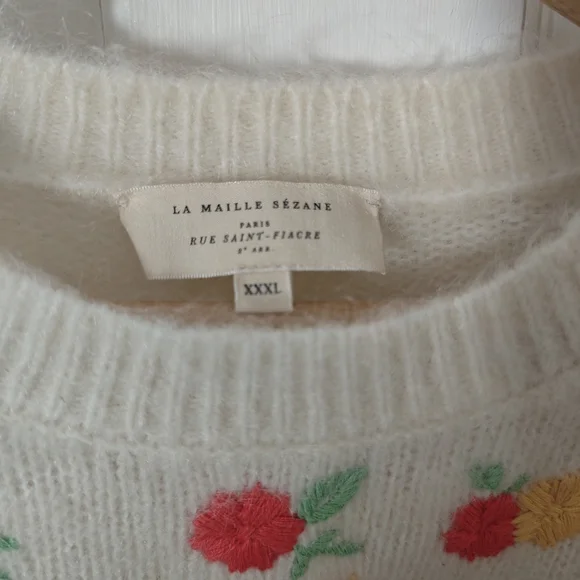 LA MAILLE SÉZANE
PARIS
RUE SAINT-FIACRE
2ᵉ ARR.
XXXL